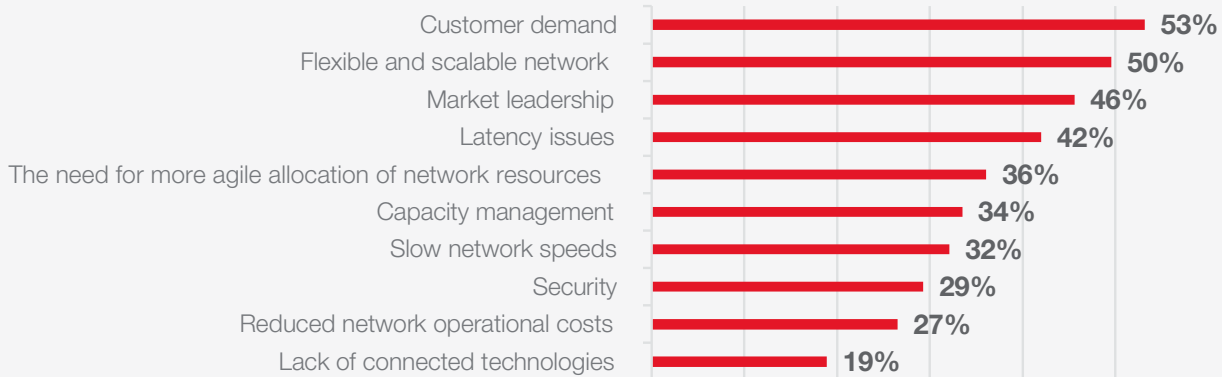 Customer demand 53%
Flexible and scalable network 50%
Market leadership 46%
Latency issues 42%
The need for more agile allocation of network resources 36%
Capacity management 34%
Slow network speeds 32%
Security 29%
Reduced network operational costs 27%
Lack of connected technologies 19%